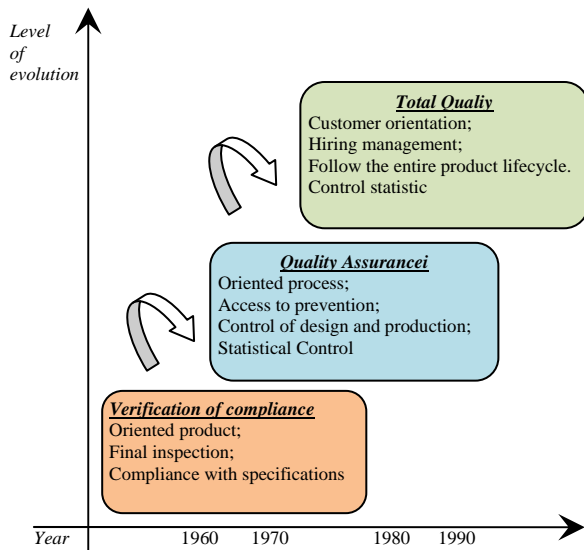 Level
of
evolution
Total Qualiy
Customer orientation;
Hiring management;
Follow the entire product lifecycle.
Control statistic
Quality Assurancei
Oriented process;
Access to prevention;
Control of design and production;
Statistical Control
Verification of compliance
Oriented product;
Final inspection;
Compliance with specifications
Year 1960 1970 1980 1990